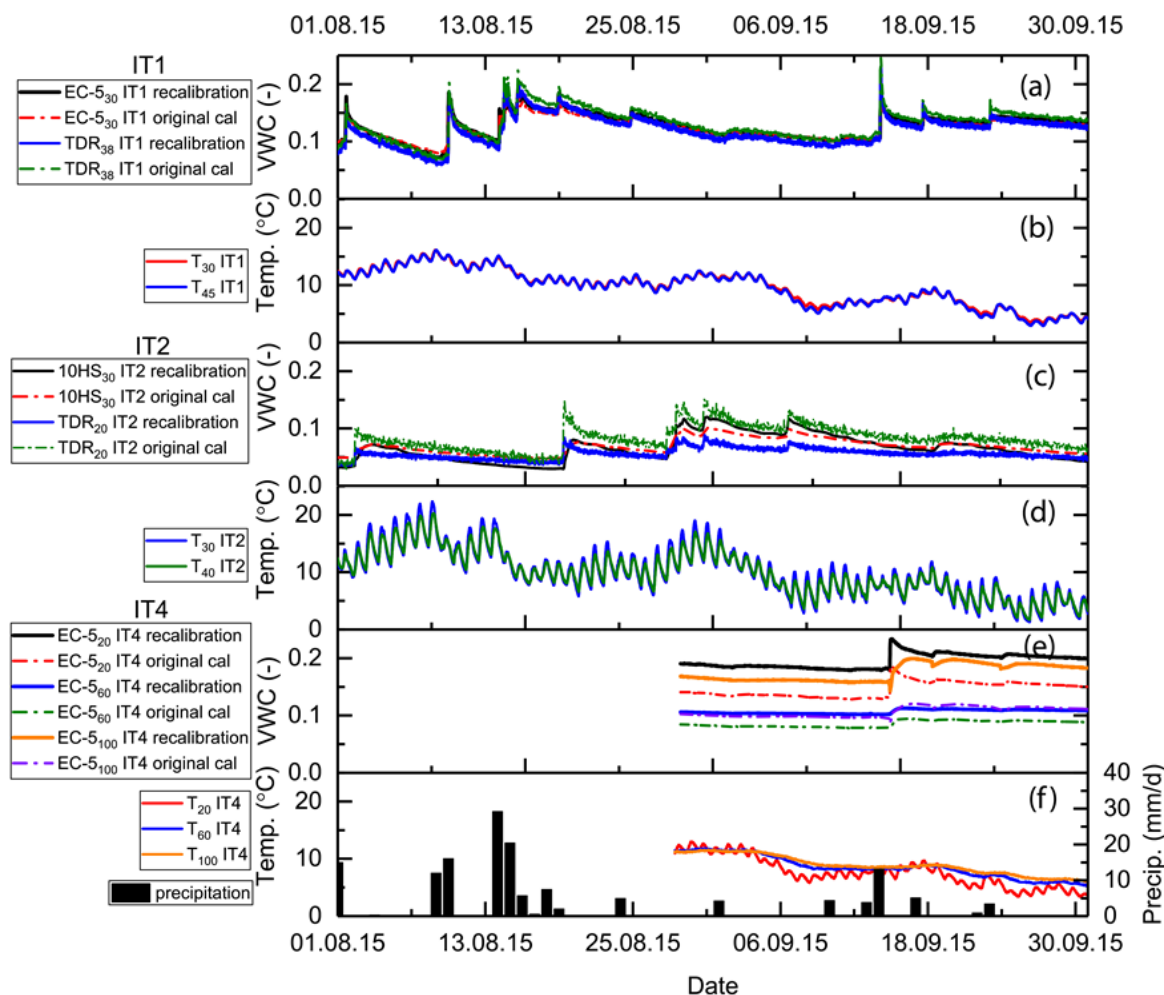 01.08.15 13.08.15 25.08.15 06.09.15 18.09.15 30.09.15
IT1
EC-5₃₀ IT1 recalibration
EC-5₃₀ IT1 original cal
TDR₃₈ IT1 recalibration
TDR₃₈ IT1 original cal
VWC (-)
0.2
0.1
0.0
(a)
T₃₀ IT1
T₄₅ IT1
Temp. (°C)
20
10
0
(b)
IT2
10HS₃₀ IT2 recalibration
10HS₃₀ IT2 original cal
TDR₂₀ IT2 recalibration
TDR₂₀ IT2 original cal
VWC (-)
0.2
0.1
0.0
(c)
T₃₀ IT2
T₄₀ IT2
Temp. (°C)
20
10
0
(d)
IT4
EC-5₂₀ IT4 recalibration
EC-5₂₀ IT4 original cal
EC-5₆₀ IT4 recalibration
EC-5₆₀ IT4 original cal
EC-5₁₀₀ IT4 recalibration
EC-5₁₀₀ IT4 original cal
VWC (-)
0.2
0.1
0.0
(e)
T₂₀ IT4
T₆₀ IT4
T₁₀₀ IT4
precipitation
Temp. (°C)
20
10
0
(f)
40
30
20
10
0
Precip. (mm/d)
01.08.15 13.08.15 25.08.15 06.09.15 18.09.15 30.09.15
Date